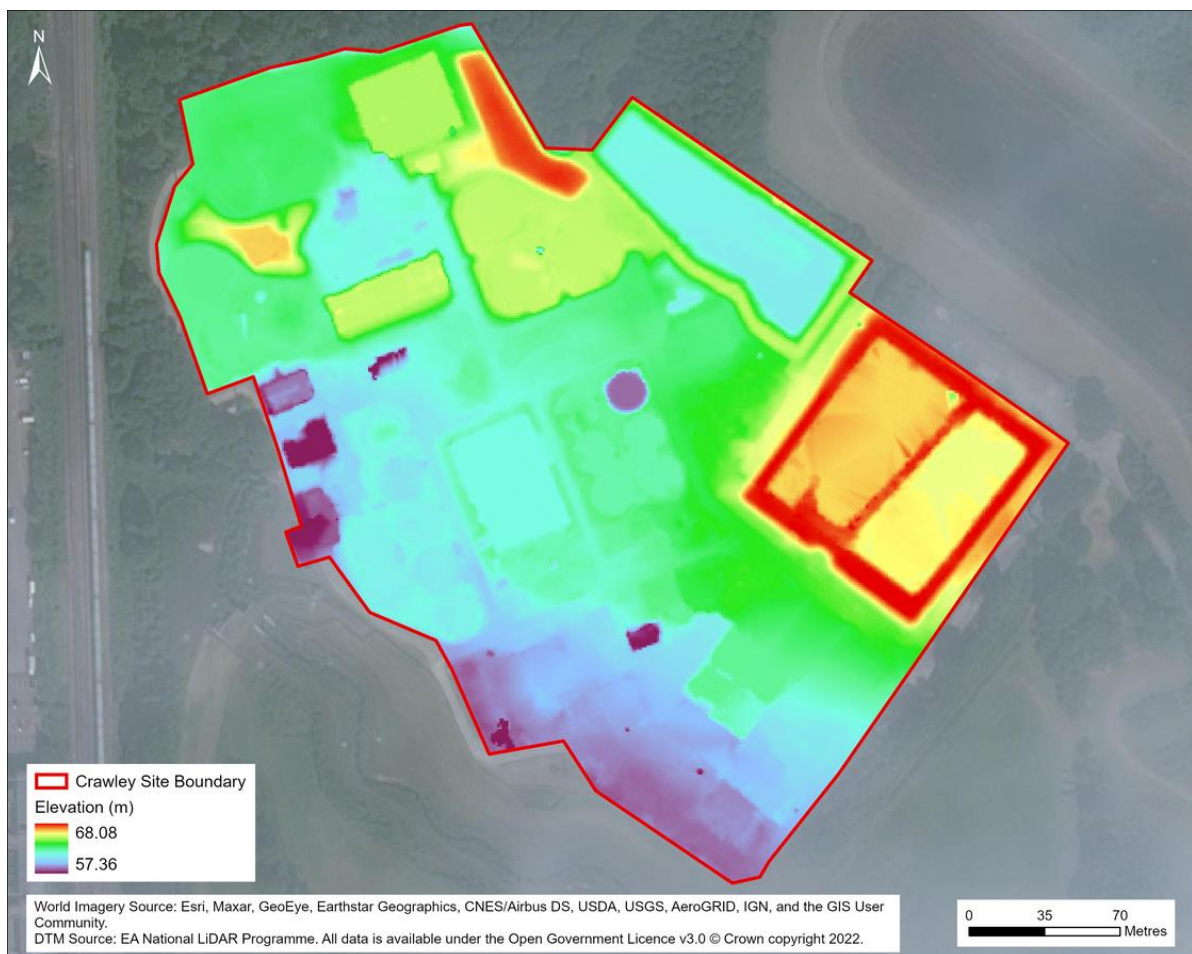 N
Crawley Site Boundary
Elevation (m)
68.08
57.36
World Imagery Source: Esri, Maxar, GeoEye, Earthstar Geographics, CNES/Airbus DS, USDA, USGS, AeroGRID, IGN, and the GIS User
Community.
DTM Source: EA National LiDAR Programme. All data is available under the Open Government Licence v3.0 © Crown copyright 2022.
0 35 70
Metres